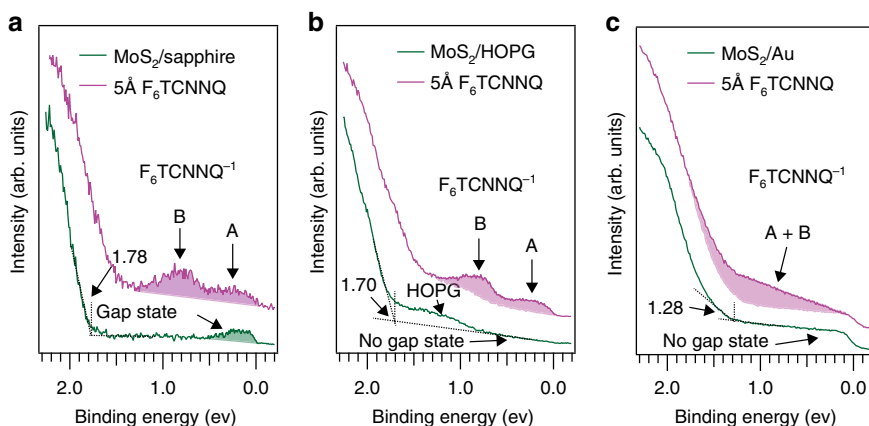 a
MoS₂/sapphire
5Å F₆TCNNQ
F₆TCNNQ⁻¹
B
A
1.78
Gap state
Intensity (arb. units)
2.0 1.0 0.0
Binding energy (ev)
b
MoS₂/HOPG
5Å F₆TCNNQ
F₆TCNNQ⁻¹
B
A
1.70
HOPG
No gap state
Intensity (arb. units)
2.0 1.0 0.0
Binding energy (ev)
c
MoS₂/Au
5Å F₆TCNNQ
F₆TCNNQ⁻¹
A + B
1.28
No gap state
Intensity (arb. units)
2.0 1.0 0.0
Binding energy (ev)